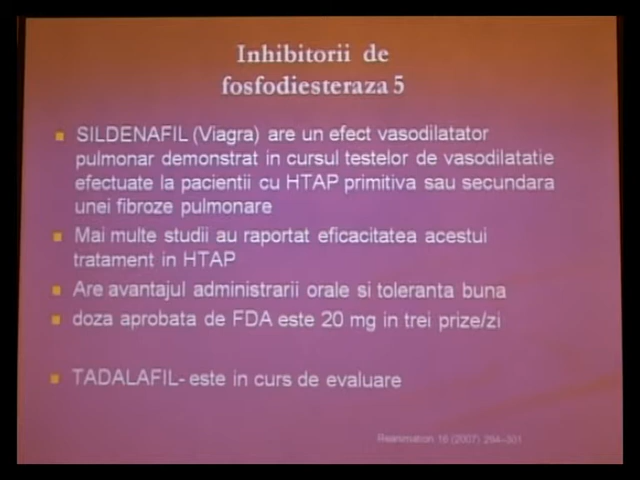 Inhibitorii de
fosfodiesteraza 5
SILDENAFIL (Viagra) are un efect vasodilatator
pulmonar demonstrat in cursul testelor de vasodilatatie
efectuate la pacientii cu HTAP primitiva sau secundara
unei fibroze pulmonare
Mai multe studii au raportat eficacitatea acestui
tratament in HTAP
Are avantajul administrarii orale si toleranta buna
doza aprobata de FDA este 20 mg in trei prize/zi
TADALAFIL- este in curs de evaluare
Reanimation 16 (2007) 294–301